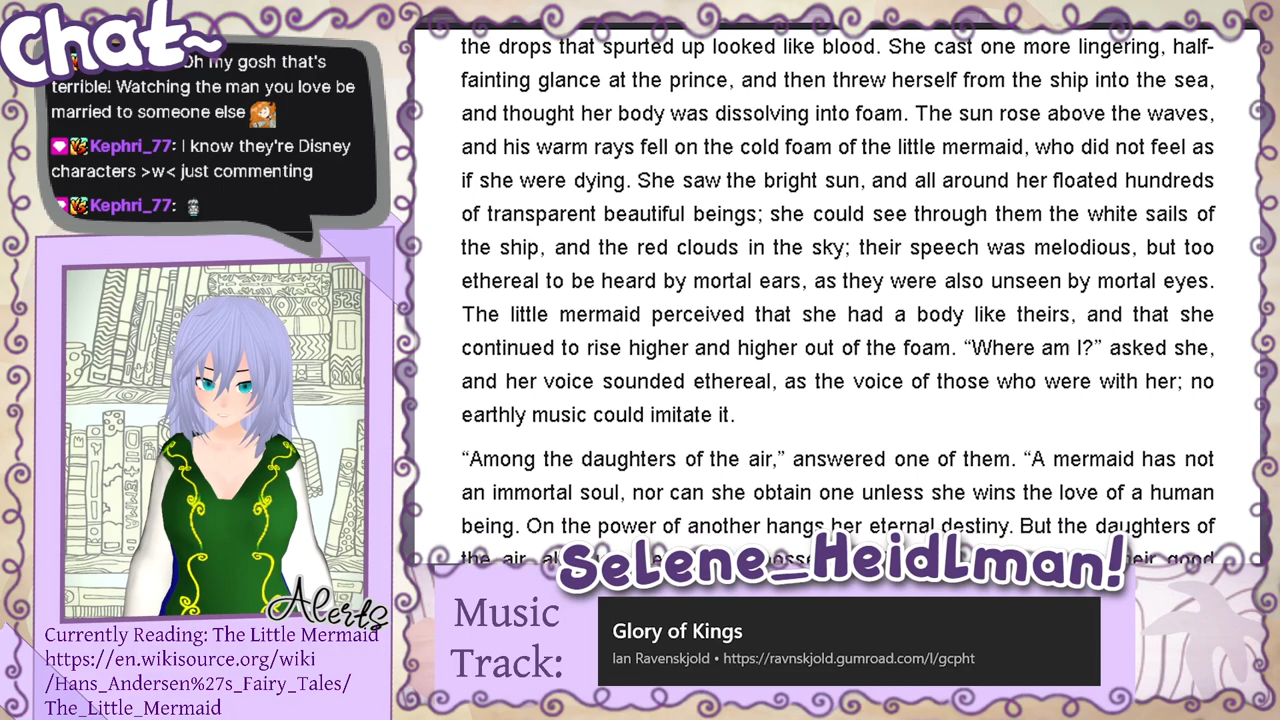 Chat~
Oh my gosh that's
terrible! Watching the man you love be
married to someone else
Kephri_77: I know they're Disney
characters >w< just commenting
Kephri_77:
the drops that spurted up looked like blood. She cast one more lingering, half-
fainting glance at the prince, and then threw herself from the ship into the sea,
and thought her body was dissolving into foam. The sun rose above the waves,
and his warm rays fell on the cold foam of the little mermaid, who did not feel as
if she were dying. She saw the bright sun, and all around her floated hundreds
of transparent beautiful beings; she could see through them the white sails of
the ship, and the red clouds in the sky; their speech was melodious, but too
ethereal to be heard by mortal ears, as they were also unseen by mortal eyes.
The little mermaid perceived that she had a body like theirs, and that she
continued to rise higher and higher out of the foam. “Where am I?” asked she,
and her voice sounded ethereal, as the voice of those who were with her; no
earthly music could imitate it.
“Among the daughters of the air,” answered one of them. “A mermaid has not
an immortal soul, nor can she obtain one unless she wins the love of a human
being. On the power of another hangs her eternal destiny. But the daughters of
the air, good
Selene_Heidlman!
Alerts
Currently Reading: The Little Mermaid
https://en.wikisource.org/wiki
/Hans_Andersen%27s_Fairy_Tales/
The_Little_Mermaid
Music
Track:
Glory of Kings
Ian Ravenskjold • https://ravnskjold.gumroad.com/l/gcpht